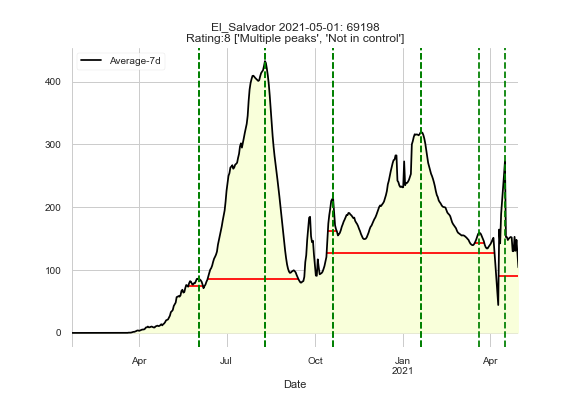 El_Salvador 2021-05-01: 69198
Rating:8 ['Multiple peaks', 'Not in control']
Average-7d
400
300
200
100
0
Apr
Jul
Oct
Jan
2021
Apr
Date